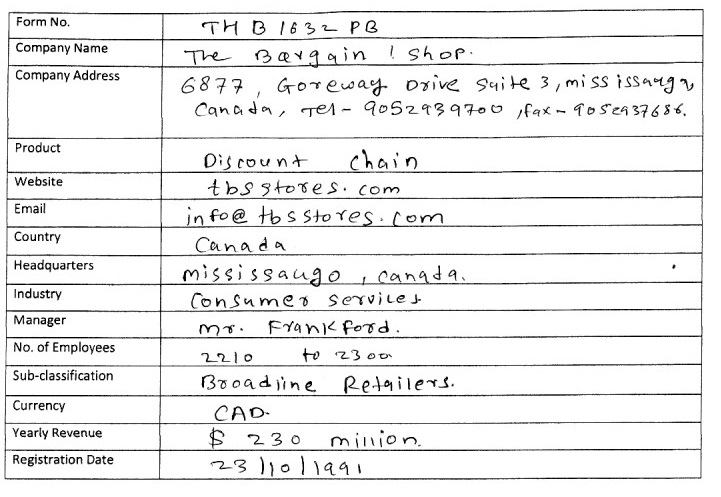 Form No. THB1632PB
Company Name The Bargain ! Shop.
Company Address 6877, Goreway Drive Suite 3, mississauga,
Canada, Tel - 9052939700, fax - 9052937686.
Product Discount chain
Website tbsstores.com
Email info@tbsstores.com
Country Canada
Headquarters mississaugo, canada.
Industry Consumer services
Manager mr. Frankford.
No. of Employees 2210 to 2300
Sub-classification Broadline Retailers.
Currency CAD.
Yearly Revenue $ 230 million.
Registration Date 23/10/1991